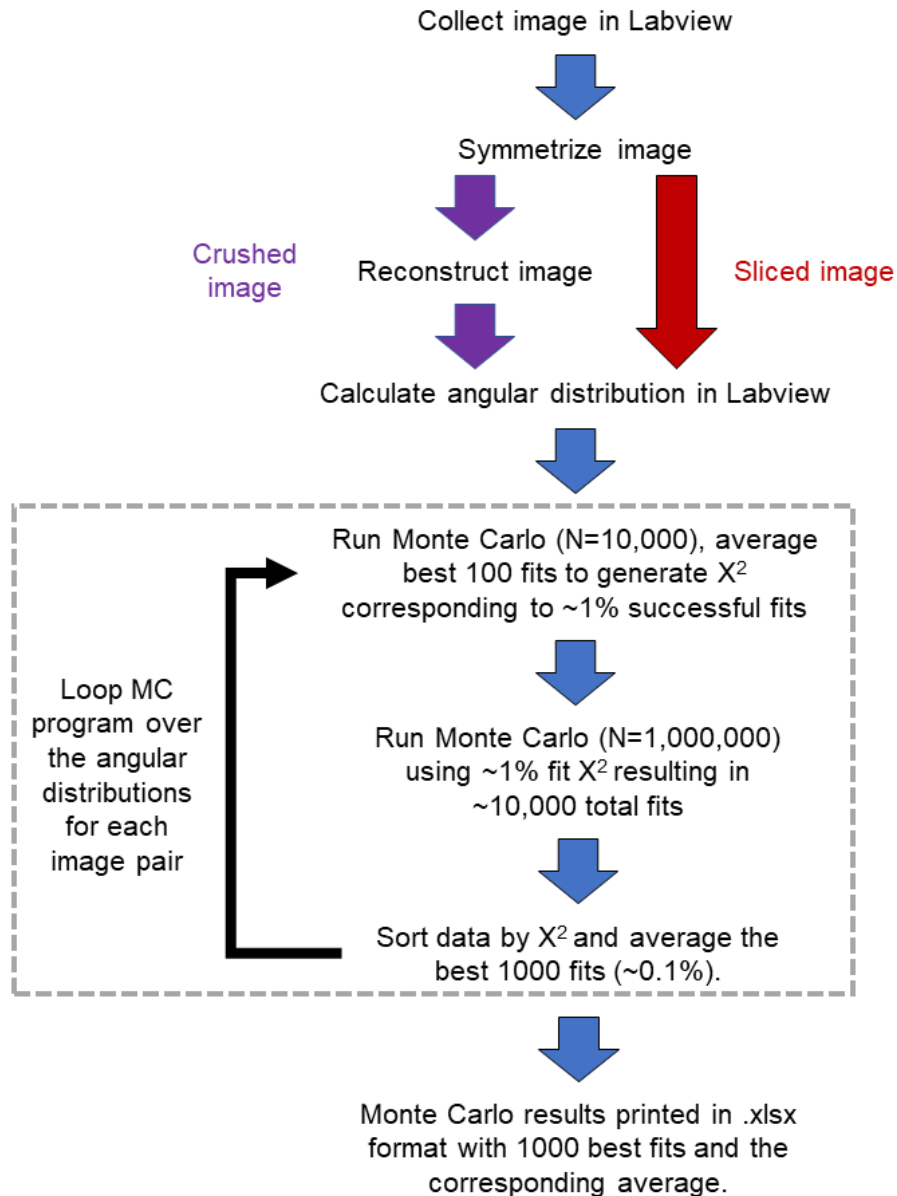 Collect image in Labview
Symmetrize image
Crushed
image
Reconstruct image
Sliced image
Calculate angular distribution in Labview
Run Monte Carlo (N=10,000), average
best 100 fits to generate X²
corresponding to ~1% successful fits
Loop MC
program over
the angular
distributions
for each
image pair
Run Monte Carlo (N=1,000,000)
using ~1% fit X² resulting in
~10,000 total fits
Sort data by X² and average the
best 1000 fits (~0.1%).
Monte Carlo results printed in .xlsx
format with 1000 best fits and the
corresponding average.